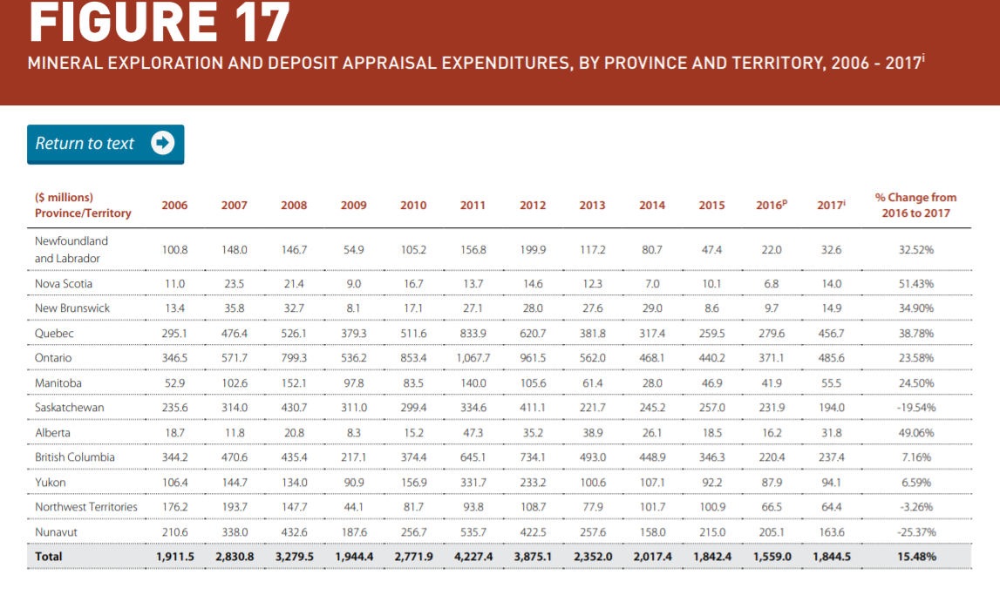 FIGURE 17
MINERAL EXPLORATION AND DEPOSIT APPRAISAL EXPENDITURES, BY PROVINCE AND TERRITORY, 2006 - 2017i
Return to text
($ millions) Province/Territory 2006 2007 2008 2009 2010 2011 2012 2013 2014 2015 2016p 2017i % Change from 2016 to 2017
Newfoundland and Labrador 100.8 148.0 146.7 54.9 105.2 156.8 199.9 117.2 80.7 47.4 22.0 32.6 32.52%
Nova Scotia 11.0 23.5 21.4 9.0 16.7 13.7 14.6 12.3 7.0 10.1 6.8 14.0 51.43%
New Brunswick 13.4 35.8 32.7 8.1 17.1 27.1 28.0 27.6 29.0 8.6 9.7 14.9 34.90%
Quebec 295.1 476.4 526.1 379.3 511.6 833.9 620.7 381.8 317.4 259.5 279.6 456.7 38.78%
Ontario 346.5 571.7 799.3 536.2 853.4 1,067.7 961.5 562.0 468.1 440.2 371.1 485.6 23.58%
Manitoba 52.9 102.6 152.1 97.8 83.5 140.0 105.6 61.4 28.0 46.9 41.9 55.5 24.50%
Saskatchewan 235.6 314.0 430.7 311.0 299.4 334.6 411.1 221.7 245.2 257.0 231.9 194.0 -19.54%
Alberta 18.7 11.8 20.8 8.3 15.2 47.3 35.2 38.9 26.1 18.5 16.2 31.8 49.06%
British Columbia 344.2 470.6 435.4 217.1 374.4 645.1 734.1 493.0 448.9 346.3 220.4 237.4 7.16%
Yukon 106.4 144.7 134.0 90.9 156.9 331.7 233.2 100.6 107.1 92.2 87.9 94.1 6.59%
Northwest Territories 176.2 193.7 147.7 44.1 81.7 93.8 108.7 77.9 101.7 100.9 66.5 64.4 -3.26%
Nunavut 210.6 338.0 432.6 187.6 256.7 535.7 422.5 257.6 158.0 215.0 205.1 163.6 -25.37%
Total 1,911.5 2,830.8 3,279.5 1,944.4 2,771.9 4,227.4 3,875.1 2,352.0 2,017.4 1,842.4 1,559.0 1,844.5 15.48%